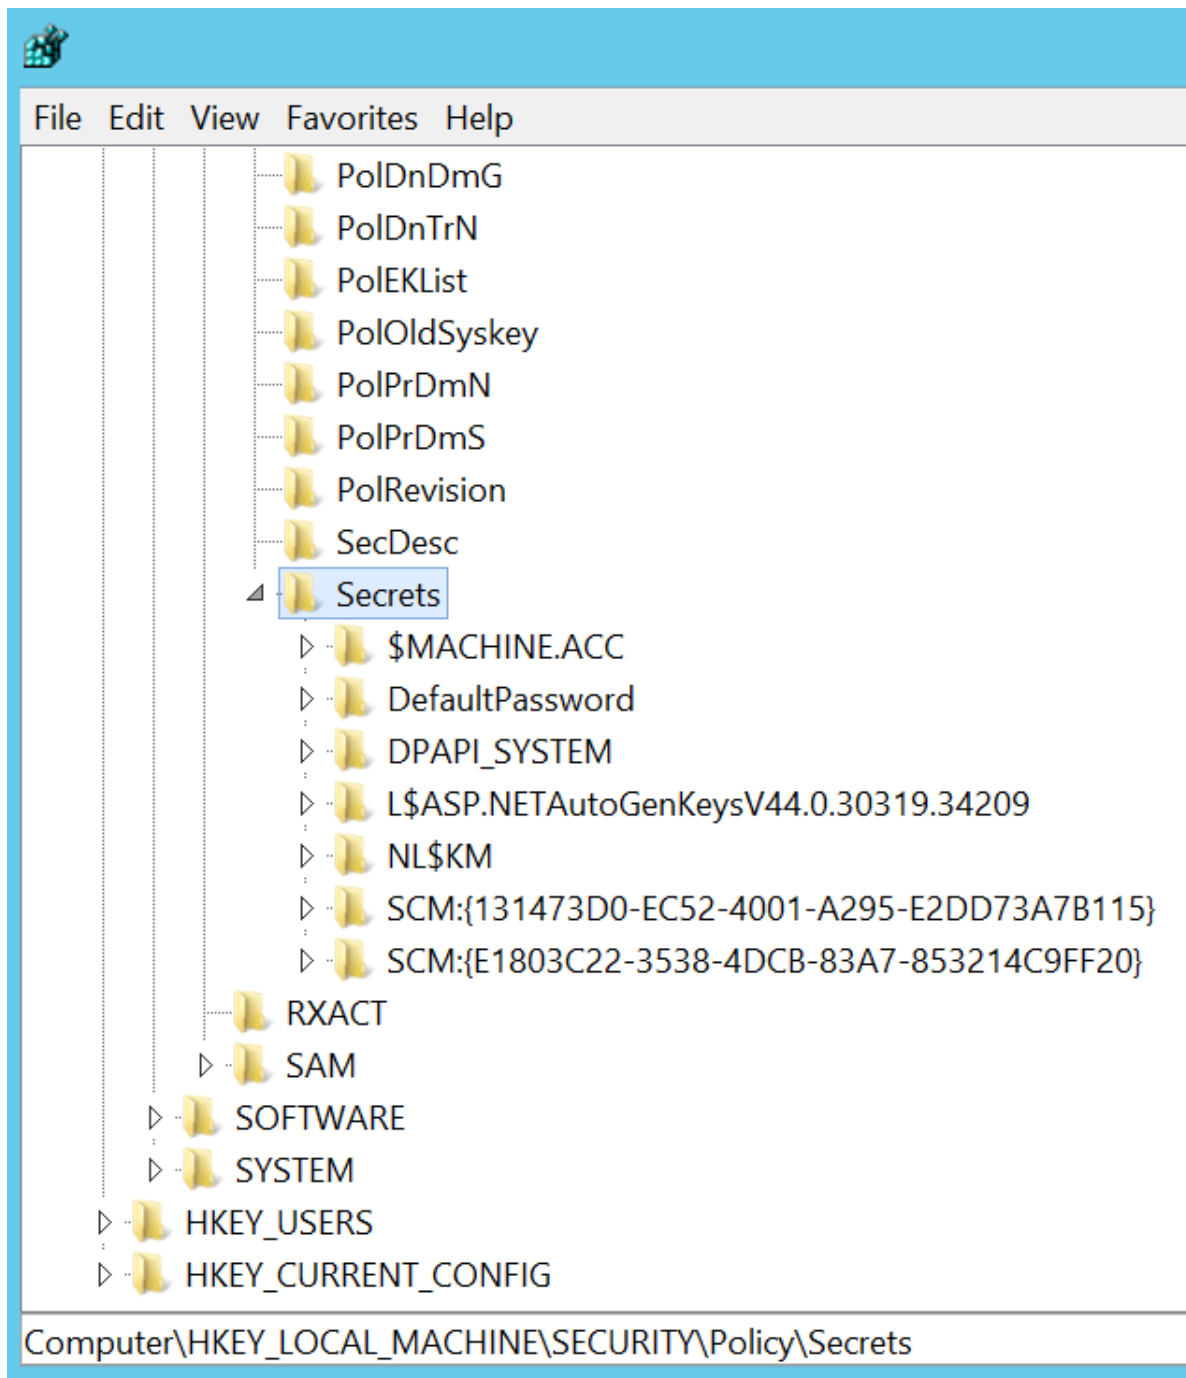 File Edit View Favorites Help
PolDnDmG
PolDnTrN
PolEKList
PolOldSyskey
PolPrDmN
PolPrDmS
PolRevision
SecDesc
Secrets
$MACHINE.ACC
DefaultPassword
DPAPI_SYSTEM
L$ASP.NETAutoGenKeysV44.0.30319.34209
NL$KM
SCM:{131473D0-EC52-4001-A295-E2DD73A7B115}
SCM:{E1803C22-3538-4DCB-83A7-853214C9FF20}
RXACT
SAM
SOFTWARE
SYSTEM
HKEY_USERS
HKEY_CURRENT_CONFIG
Computer\HKEY_LOCAL_MACHINE\SECURITY\Policy\Secrets